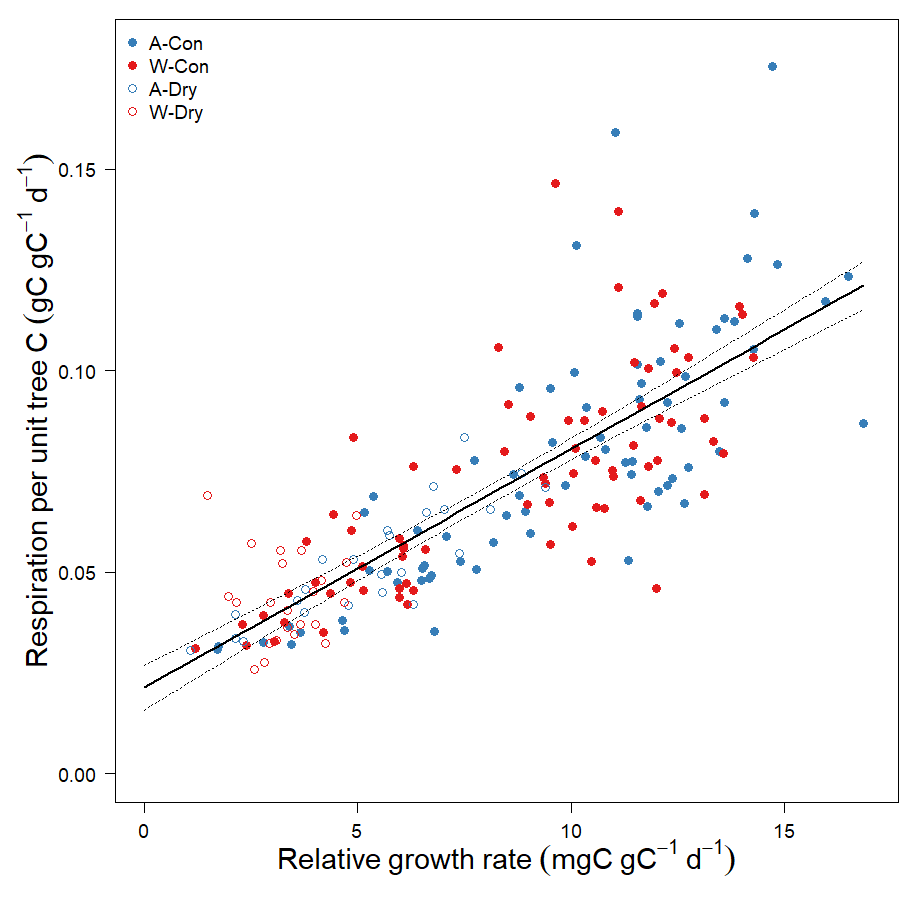 A-Con
W-Con
A-Dry
W-Dry
Respiration per unit tree C (gC gC⁻¹ d⁻¹)
0.15
0.10
0.05
0.00
0 5 10 15
Relative growth rate (mgC gC⁻¹ d⁻¹)